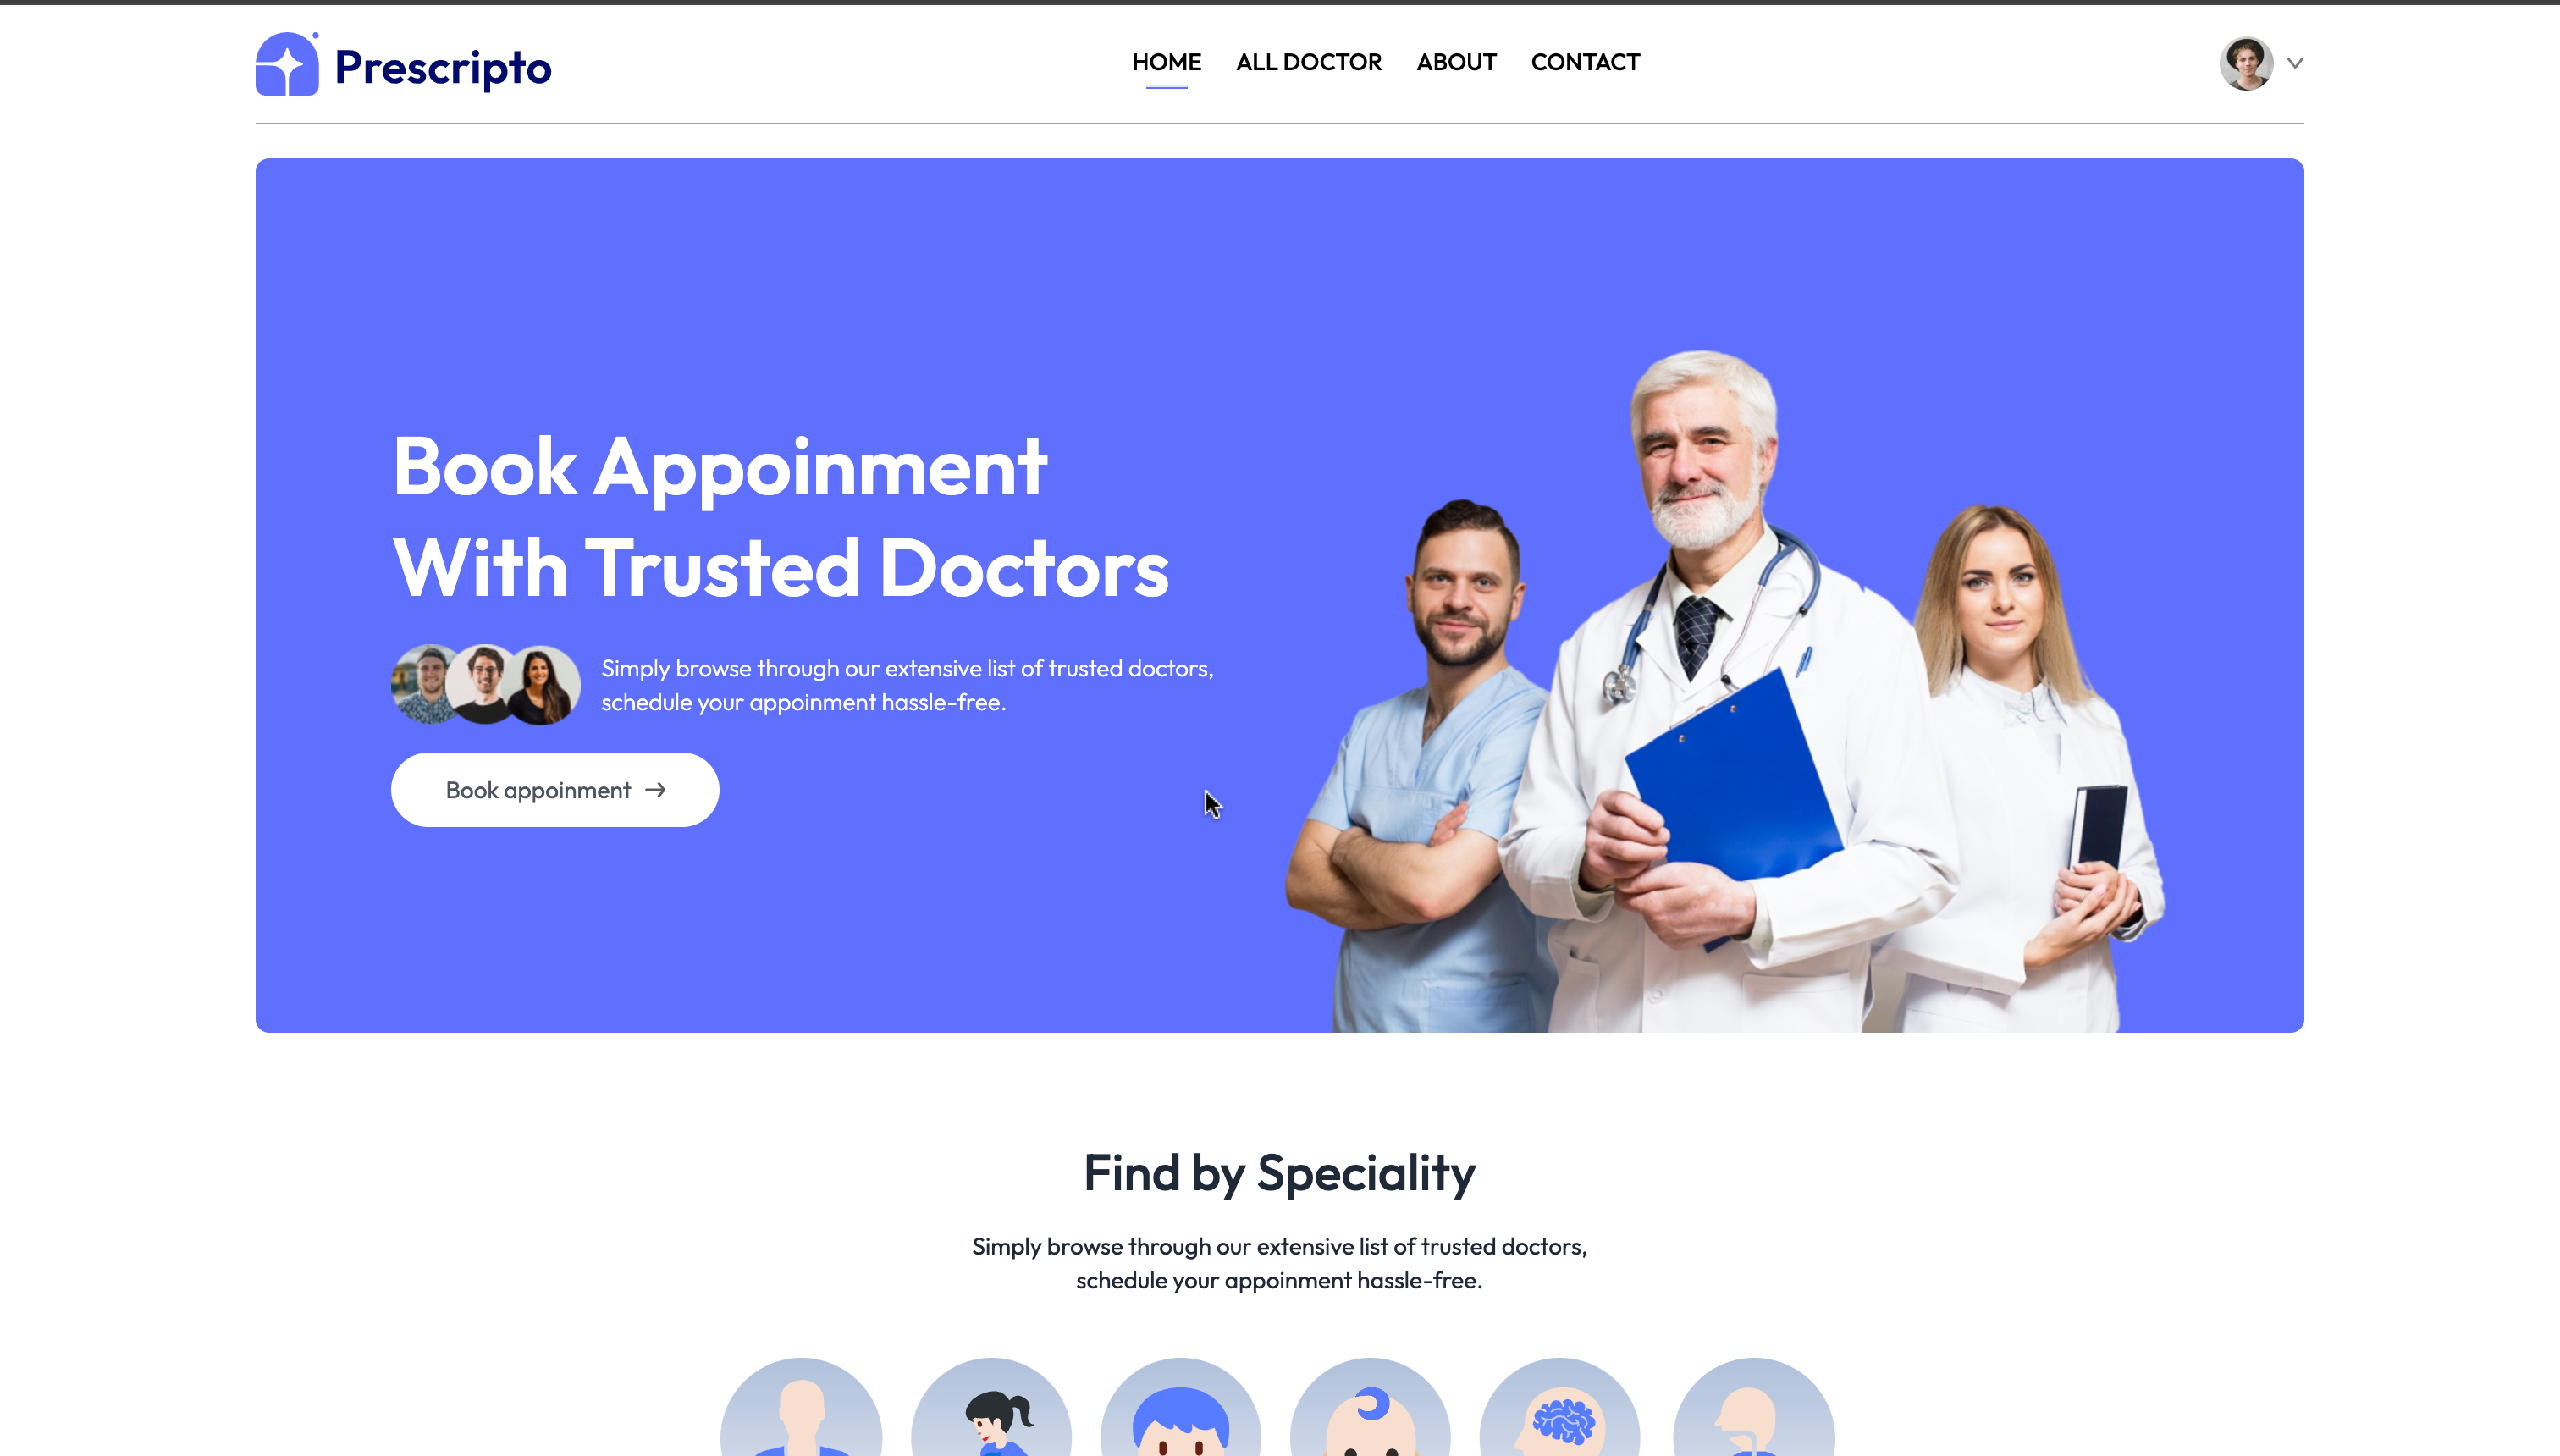 Prescripto
HOME
ALL DOCTOR
ABOUT
CONTACT
Book Appoinment
With Trusted Doctors
Simply browse through our extensive list of trusted doctors,
schedule your appoinment hassle-free.
Book appoinment →
Find by Speciality
Simply browse through our extensive list of trusted doctors,
schedule your appoinment hassle-free.